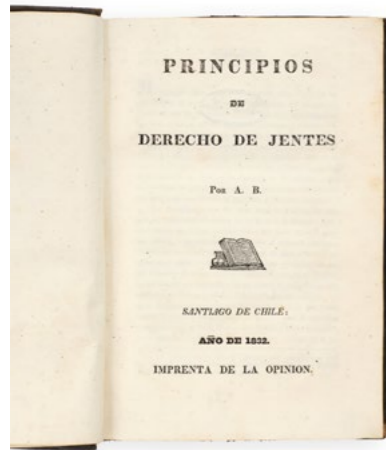 PRINCIPIOS
DE
DERECHO DE JENTES
POR A. B.
SANTIAGO DE CHILE:
AÑO DE 1832.
IMPRENTA DE LA OPINION.